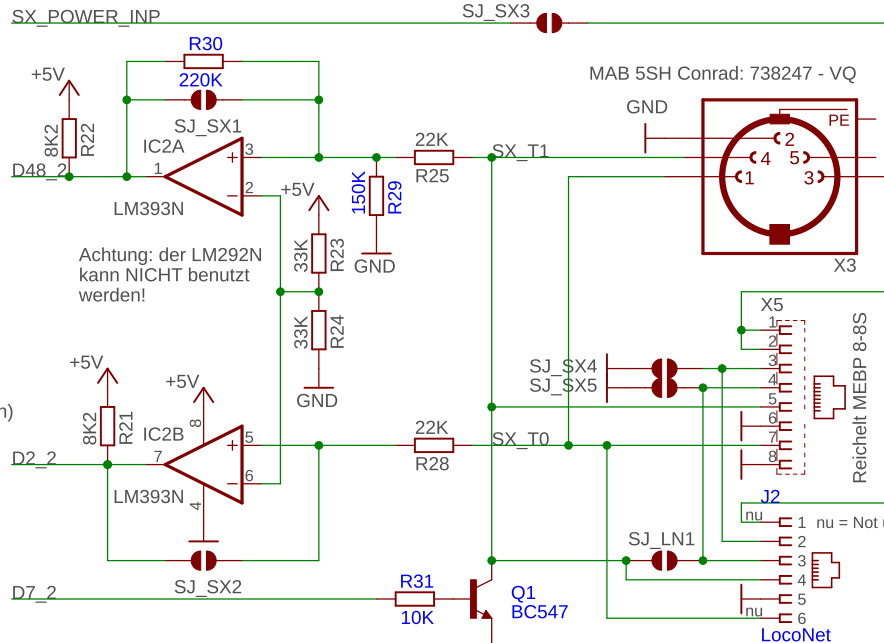 SX_POWER_INP
SJ_SX3
R30
220K
+5V
SJ_SX1
8K2
R22
IC2A
3
1
2
D48_2
LM393N
+5V
150K
R29
22K
R25
SX_T1
MAB 5SH Conrad: 738247 - VQ
GND
PE
2
4
5
1
3
X3
33K
R23
GND
Achtung: der LM292N
kann NICHT benutzt
werden!
33K
R24
GND
X5
1
2
3
4
5
6
7
8
Reichelt MEBP 8-8S
SJ_SX4
SJ_SX5
+5V
+5V
n)
8K2
R21
IC2B
8
5
7
6
4
D2_2
LM393N
SJ_SX2
22K
R28
SX_T0
J2
nu
1
nu = Not u
2
3
4
5
nu
6
LocoNet
SJ_LN1
D7_2
R31
10K
Q1
BC547